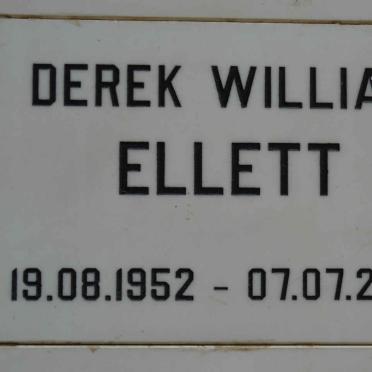 DEREK WILLIA
ELLETT
19.08.1952 - 07.07.2